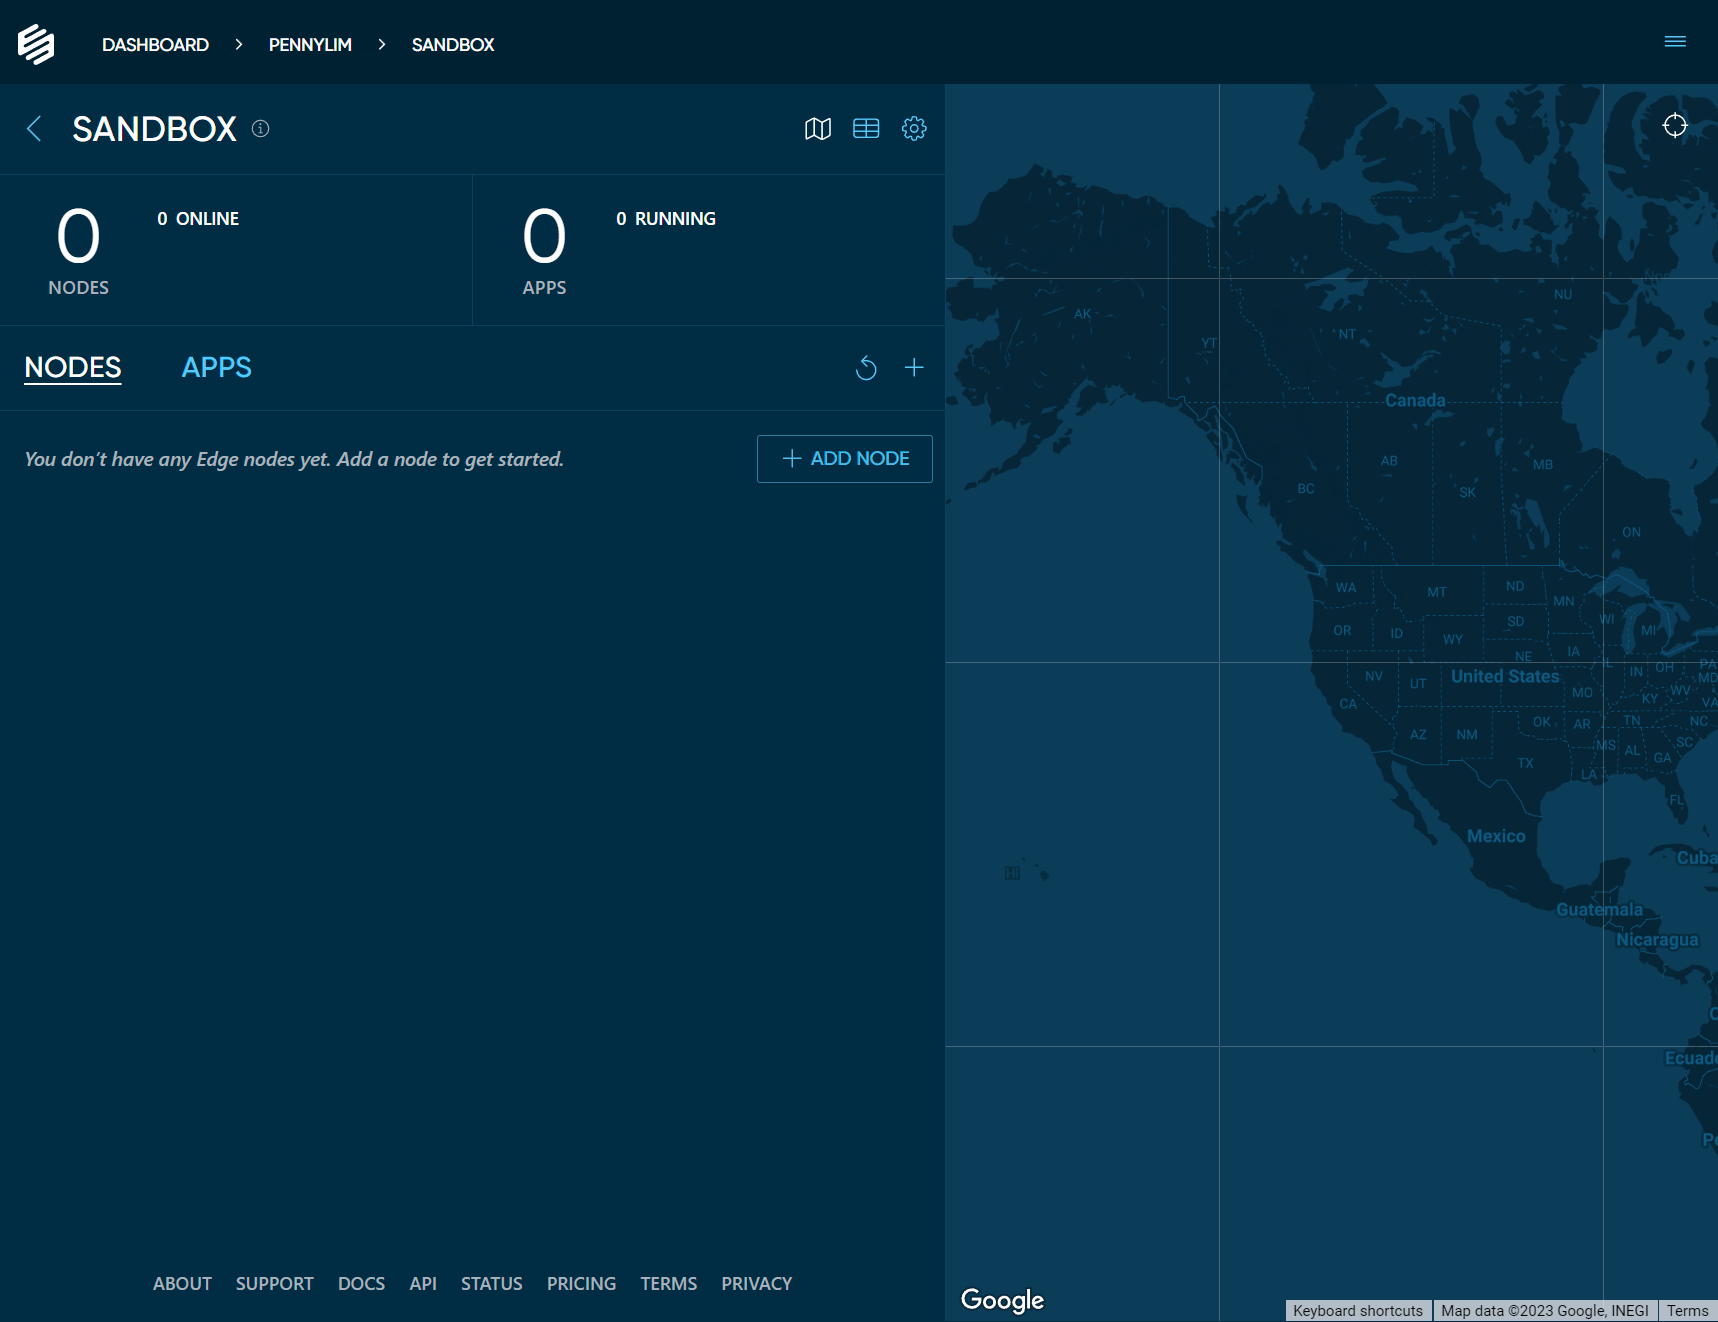 DASHBOARD > PENNYLIM > SANDBOX
SANDBOX
0 NODES
0 ONLINE
0 APPS
0 RUNNING
NODES
APPS
You don't have any Edge nodes yet. Add a node to get started.
ADD NODE
AK
YT
NT
NU
Canada
BC
AB
SK
MB
ON
WA
MT
ND
MN
OR
ID
WY
SD
WI
MI
NE
IA
NV
UT
United States
IL
IN
OH
PA
MD
CA
MO
KY
WV
VA
AZ
NM
OK
AR
TN
NC
TX
MS
AL
GA
SC
LA
FL
Mexico
HI
Cuba
Guatemala
Nicaragua
Ecuado
ABOUT
SUPPORT
DOCS
API
STATUS
PRICING
TERMS
PRIVACY
Google
Keyboard shortcuts
Map data ©2023 Google, INEGI
Terms